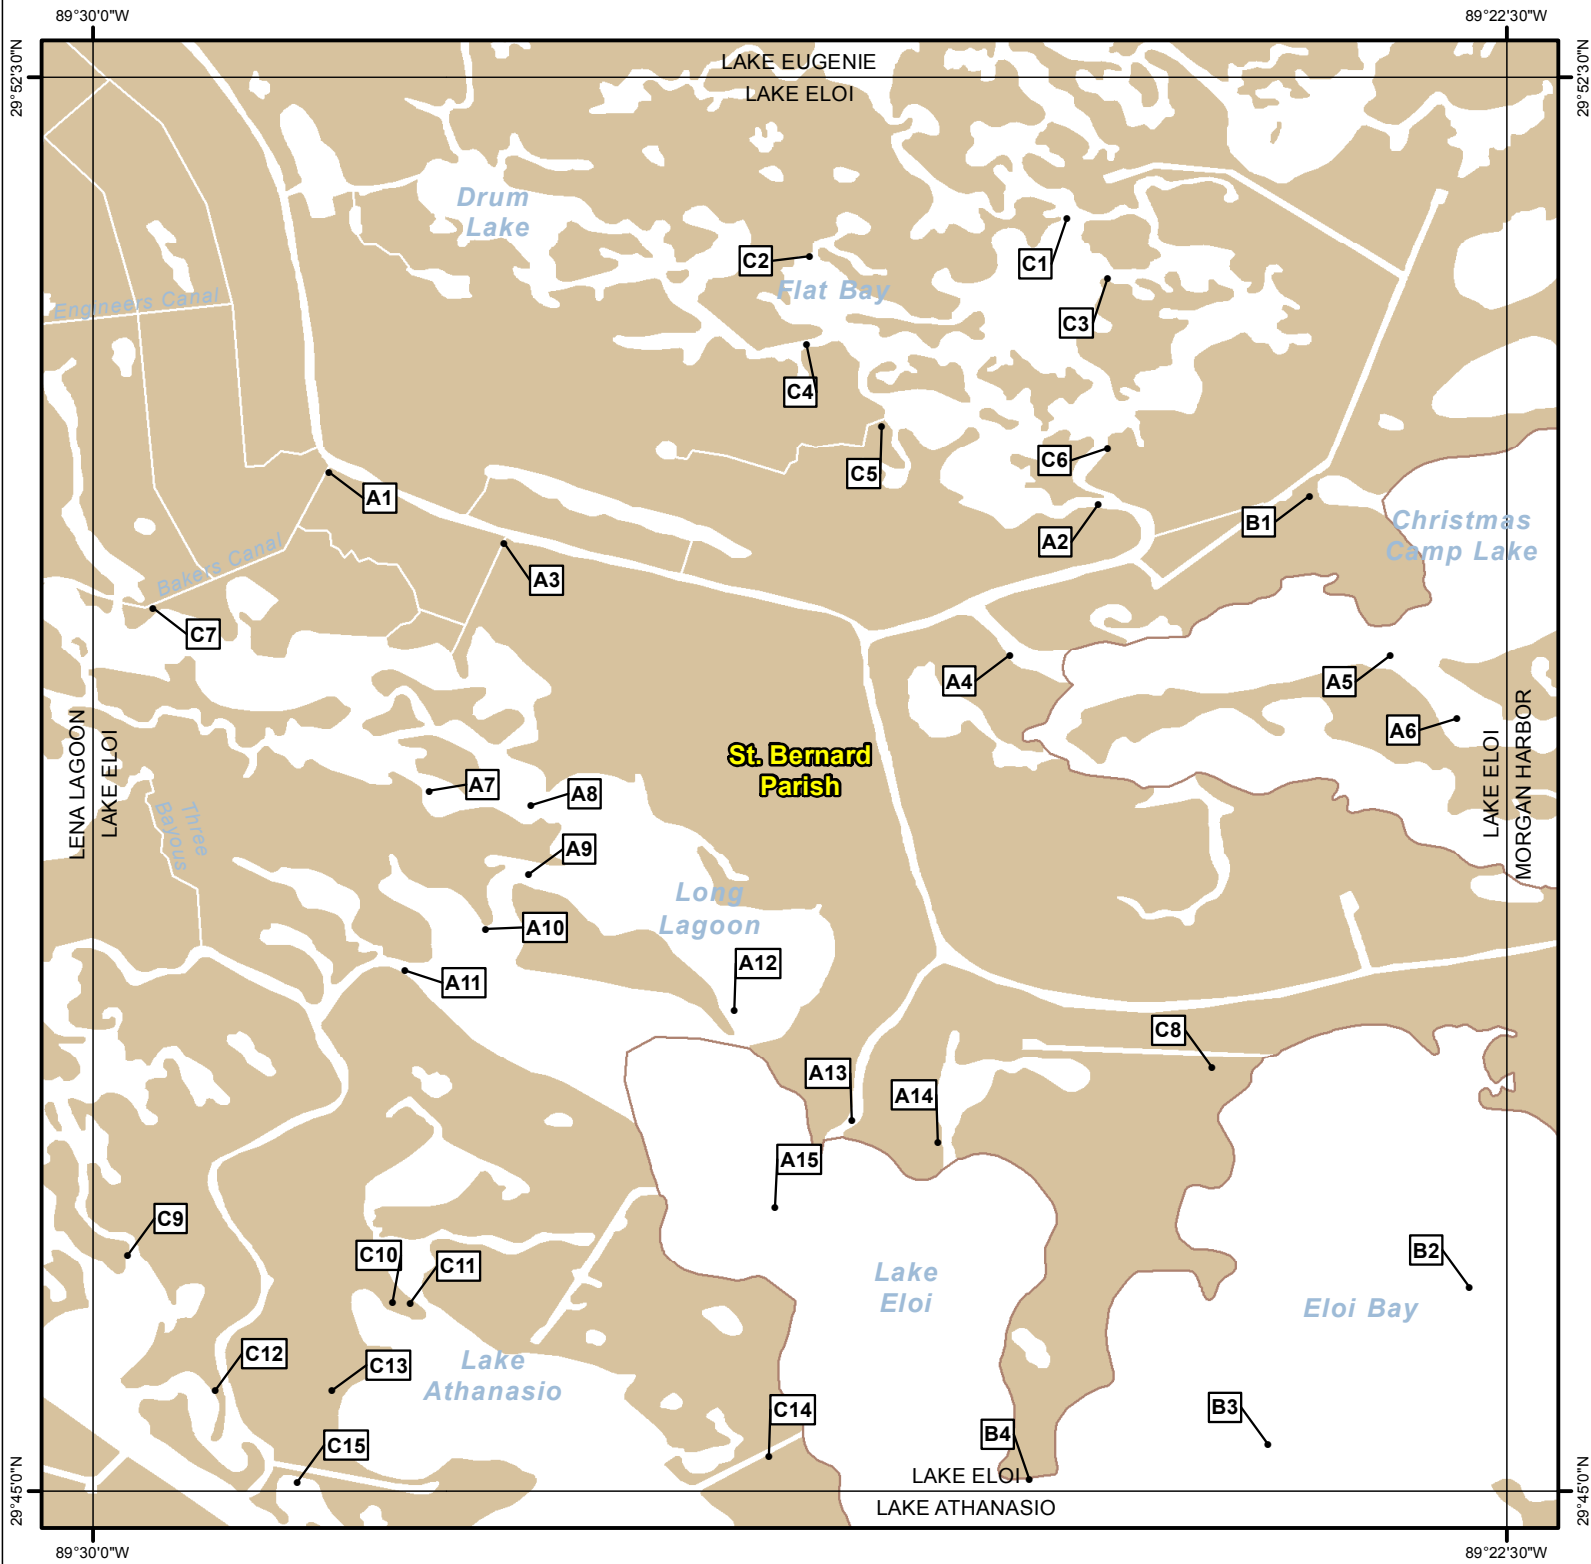 89°30'0"W
89°22'30"W
29°52'30"N
29°52'30"N
LAKE EUGENIE
LAKE ELOI
Drum
Lake
C2
C1
Flat Bay
Engineers Canal
C3
C4
C5
C6
A1
B1
A2
Christmas
Camp Lake
Bakers Canal
A3
C7
A4
A5
A6
LENA LAGOON
LAKE ELOI
St. Bernard
Parish
LAKE ELOI
MORGAN HARBOR
A7
A8
Three
Bayous
A9
Long
Lagoon
A10
A12
A11
C8
A13
A14
A15
C9
C10
C11
B2
Lake
Eloi
Eloi Bay
C12
C13
Lake
Athanasio
C14
B3
B4
C15
LAKE ELOI
LAKE ATHANASIO
29°45'0"N
29°45'0"N
89°30'0"W
89°22'30"W